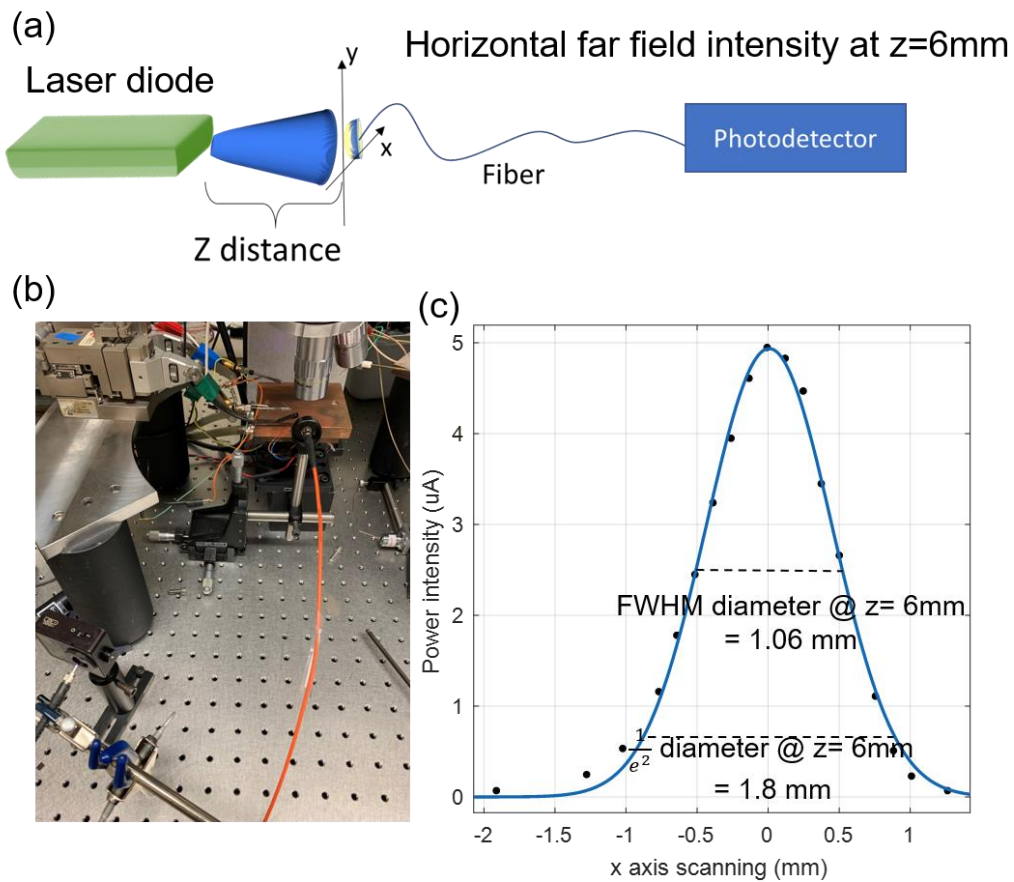 (a)
Horizontal far field intensity at z=6mm
Laser diode
y
x
Photodetector
Fiber
Z distance
(b)
(c)
5
4
3
2
1
0
Power intensity (uA)
FWHM diameter @ z= 6mm
= 1.06 mm
1/e² diameter @ z= 6mm
= 1.8 mm
-2 -1.5 -1 -0.5 0 0.5 1
x axis scanning (mm)